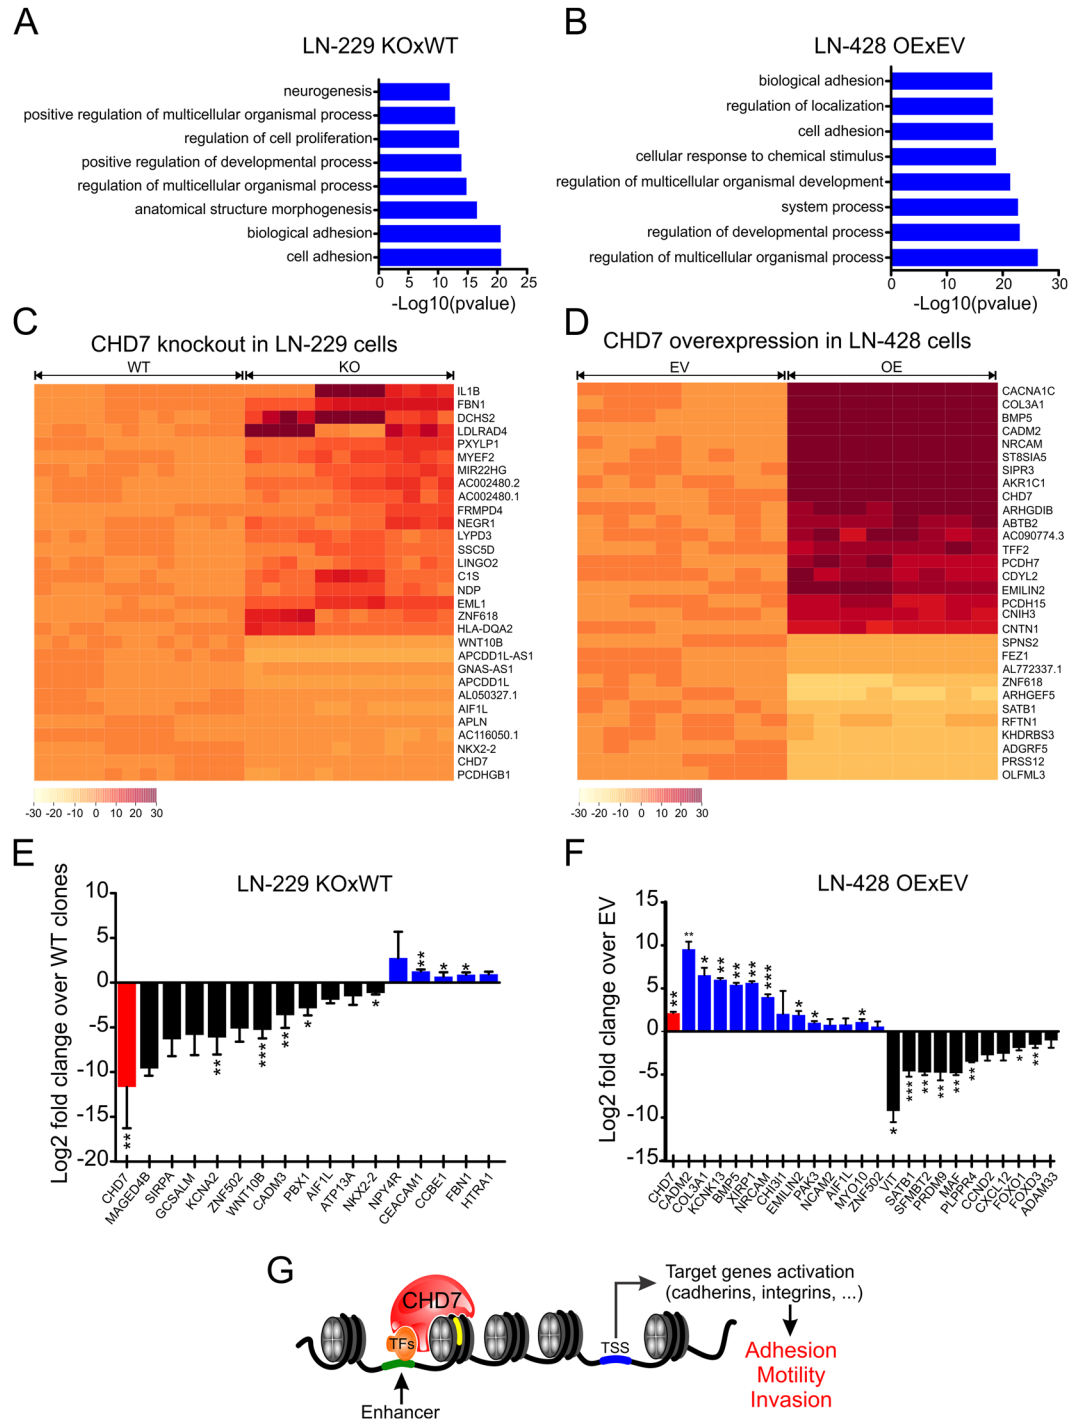 A
LN-229 KOxWT
neurogenesis
positive regulation of multicellular organismal process
regulation of cell proliferation
positive regulation of developmental process
regulation of multicellular organismal process
anatomical structure morphogenesis
biological adhesion
cell adhesion
0 5 10 15 20 25
-Log10(pvalue)
B
LN-428 OExEV
biological adhesion
regulation of localization
cell adhesion
cellular response to chemical stimulus
regulation of multicellular organismal development
system process
regulation of developmental process
regulation of multicellular organismal process
0 10 20 30
-Log10(pvalue)
C
CHD7 knockout in LN-229 cells
WT KO
IL1B
FBN1
DCHS2
LDLRAD4
PXYLP1
MYEF2
MIR22HG
AC002480.2
AC002480.1
FRMPD4
NEGR1
LYPD3
SSC5D
LINGO2
C1S
NDP
EML1
ZNF618
HLA-DQA2
WNT10B
APCDD1L-AS1
GNAS-AS1
APCDD1L
AL050327.1
AIF1L
APLN
AC116050.1
NKX2-2
CHD7
PCDHGB1
-30 -20 -10 0 10 20 30
D
CHD7 overexpression in LN-428 cells
EV OE
CACNA1C
COL3A1
BMP5
CADM2
NRCAM
ST8SIA5
SIPR3
AKR1C1
CHD7
ARHGDIB
ABTB2
AC090774.3
TFF2
PCDH7
CDYL2
EMILIN2
PCDH15
CNIH3
CNTN1
SPNS2
FEZ1
AL772337.1
ZNF618
ARHGEF5
SATB1
RFTN1
KHDRBS3
ADGRF5
PRSS12
OLFML3
-30 -20 -10 0 10 20 30
E
LN-229 KOxWT
Log2 fold clange over WT clones
10
5
0
-5
-10
-15
-20
** ** *** ** * * ** * *
CHD7 MAGED4B SIRPA GCSALM KCNA2 ZNF502 WNT10B CADM3 PBX1 AIF1L ATP13A NKX2-2 NPY4R CEACAM1 CCBE1 FBN1 HTRA1
F
LN-428 OExEV
Log2 fold change over EV
15
10
5
0
-5
-10
-15
** ** * ** ** ** *** * * * * *** ** ** ** ** * **
CHD7 CADM2 COL3A1 KCNK13 BMP5 XIRP1 NRCAM CHI3l1 EMILIN2 PAK3 NCAM2 AIF1L MYO10 ZNF502 VIT SATB1 SFMBT2 PRDM9 MAF PLPPR4 CCND2 CXCL12 FOXO1 FOXD3 ADAM33
G
CHD7
TFs
Enhancer
TSS
Target genes activation
(cadherins, integrins, ...)
Adhesion
Motility
Invasion